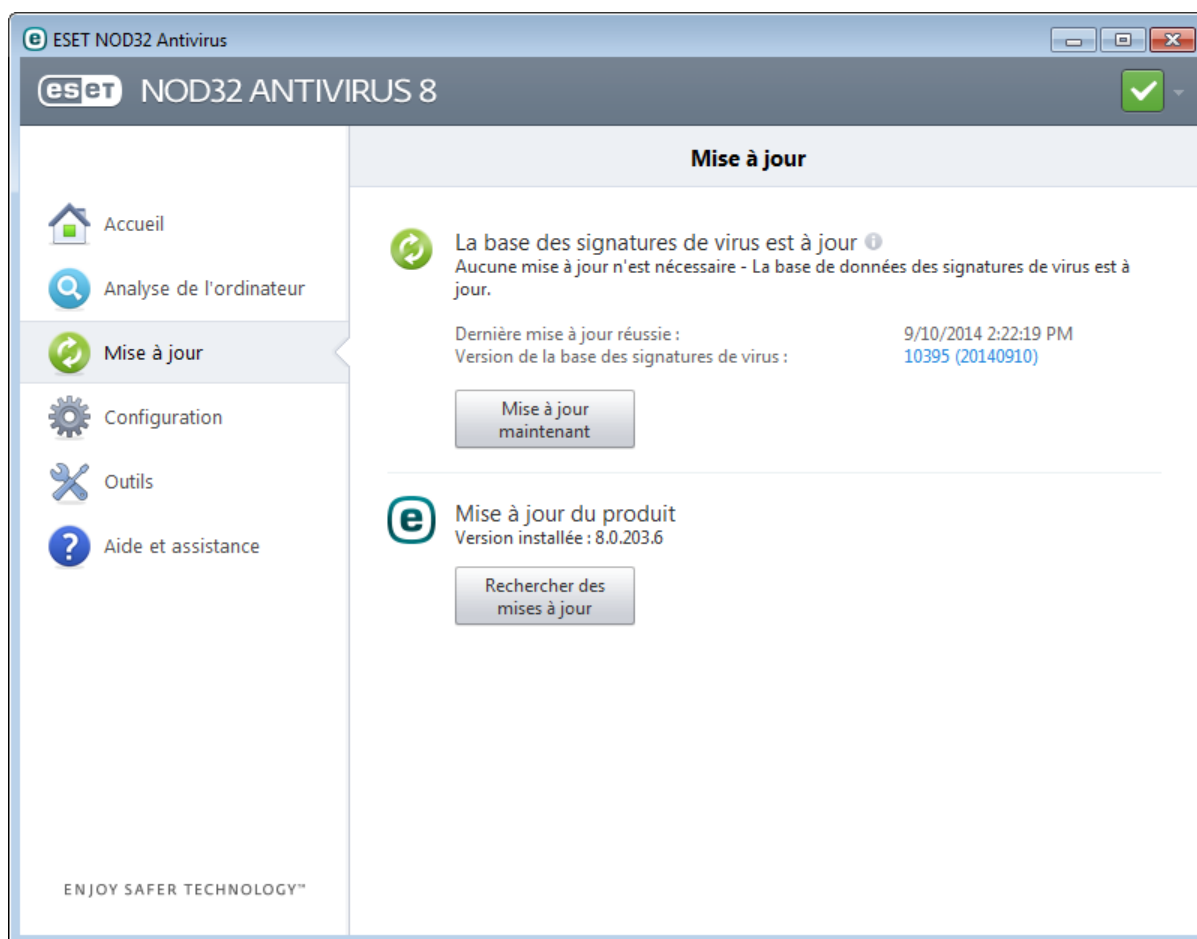 ESET NOD32 Antivirus
eset NOD32 ANTIVIRUS 8
Mise à jour
Accueil
Analyse de l'ordinateur
Mise à jour
Configuration
Outils
Aide et assistance
ENJOY SAFER TECHNOLOGY™
La base des signatures de virus est à jour
Aucune mise à jour n'est nécessaire - La base de données des signatures de virus est à
jour.
Dernière mise à jour réussie : 9/10/2014 2:22:19 PM
Version de la base des signatures de virus : 10395 (20140910)
Mise à jour
maintenant
Mise à jour du produit
Version installée : 8.0.203.6
Rechercher des
mises à jour